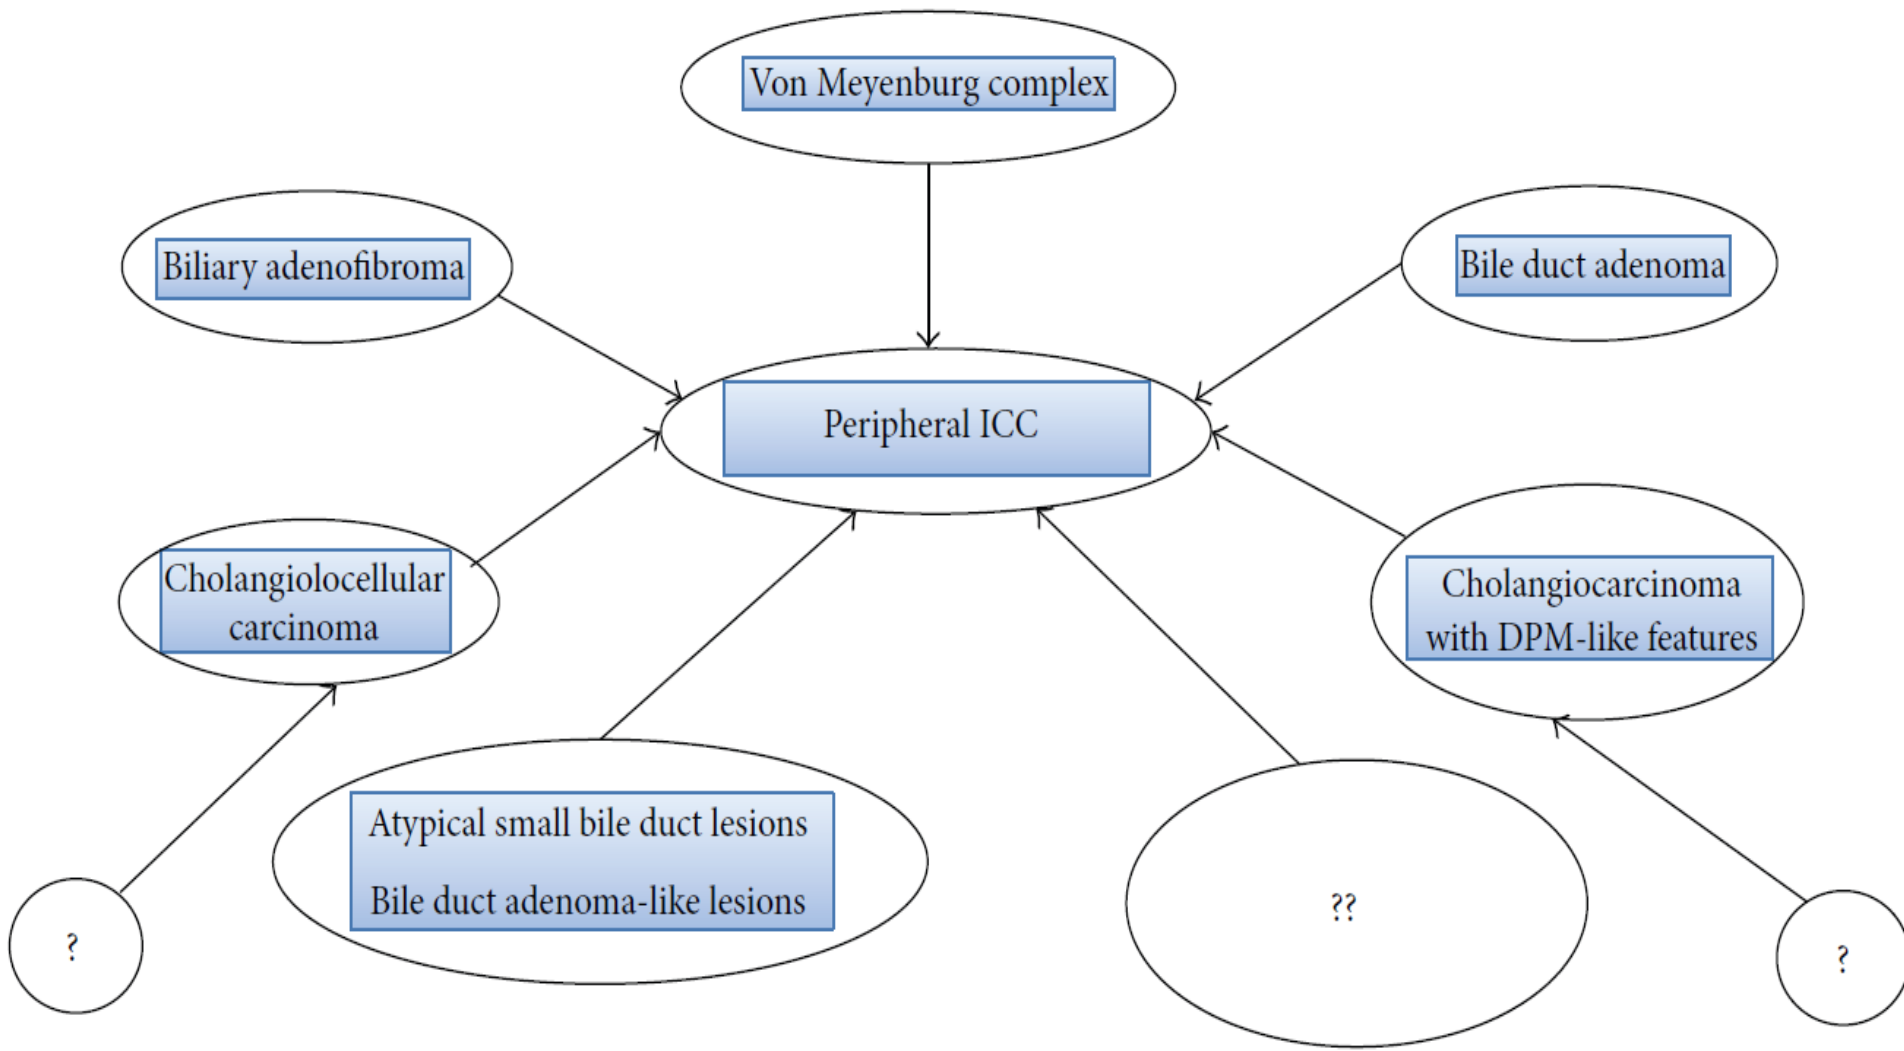 Von Meyenburg complex
Biliary adenofibroma
Bile duct adenoma
Peripheral ICC
Cholangiolocellular
carcinoma
Cholangiocarcinoma
with DPM-like features
Atypical small bile duct lesions
Bile duct adenoma-like lesions
??
?
?